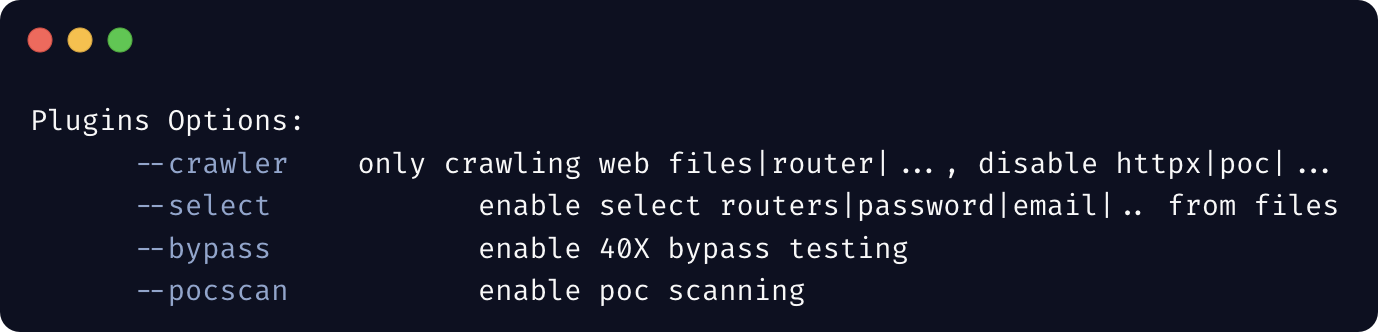 Plugins Options:
--crawler only crawling web files|router|..., disable httpx|poc|...
--select enable select routers|password|email|.. from files
--bypass enable 40X bypass testing
--pocscan enable poc scanning